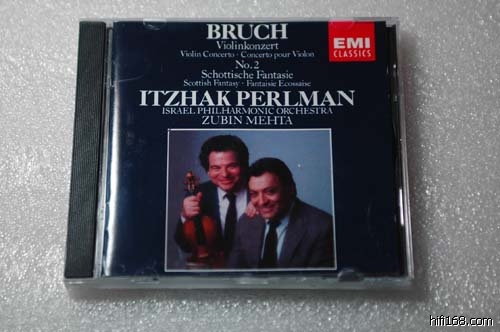 BRUCH
Violinkonzert
Violin Concerto · Concerto pour Violon
No. 2
Schottische Fantasie
Scottish Fantasy · Fantaisie Ecossaise
ITZHAK PERLMAN
ISRAEL PHILHARMONIC ORCHESTRA
ZUBIN MEHTA
EMI
CLASSICS
hifi168.com